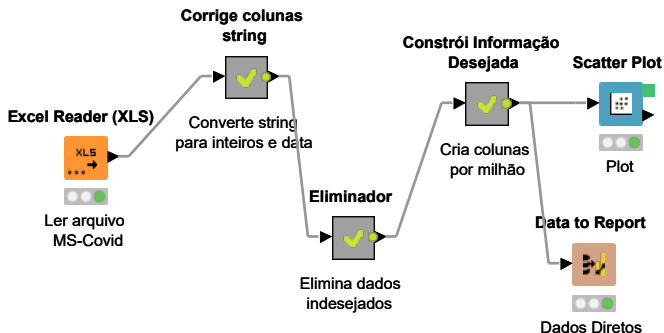 Corrige colunas
string
Converte string
para inteiros e data
Excel Reader (XLS)
XLS
Ler arquivo
MS-Covid
Eliminador
Elimina dados
indesejados
Constrói Informação
Desejada
Cria colunas
por milhão
Scatter Plot
Plot
Data to Report
Dados Diretos